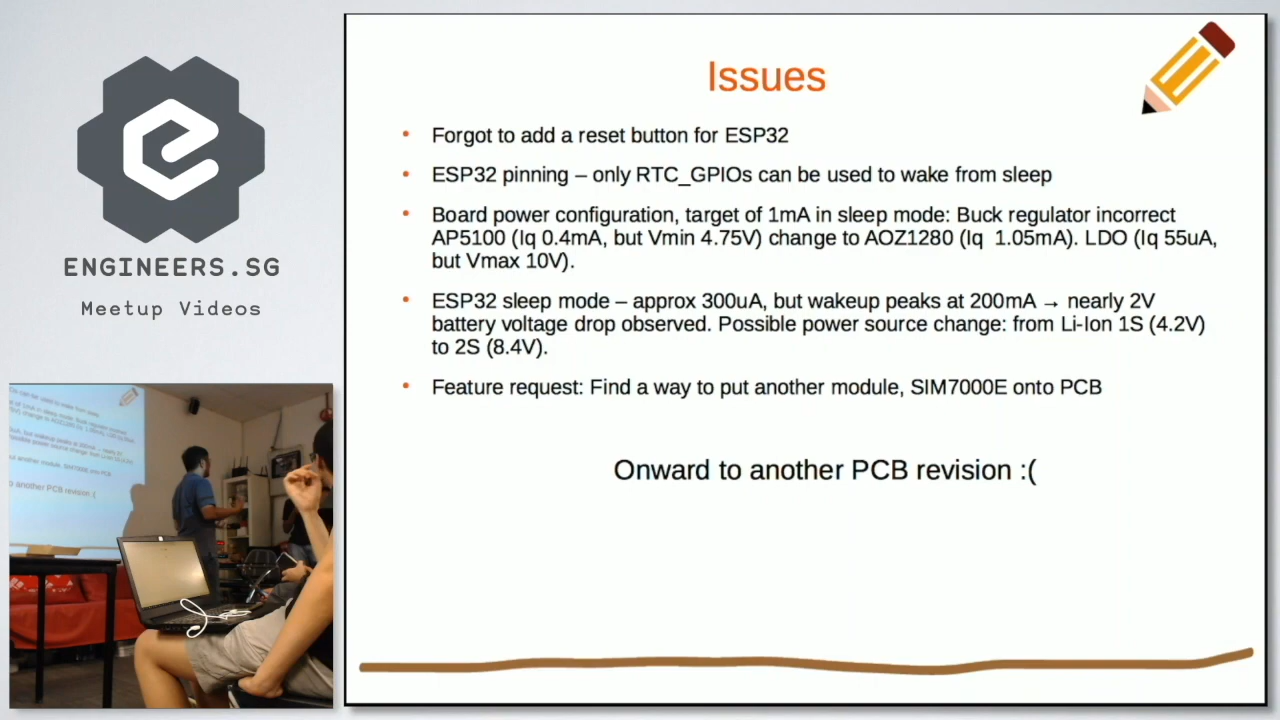 ENGINEERS.SG
Meetup Videos
Issues
• Forgot to add a reset button for ESP32
• ESP32 pinning – only RTC_GPIOs can be used to wake from sleep
• Board power configuration, target of 1mA in sleep mode: Buck regulator incorrect
AP5100 (Iq 0.4mA, but Vmin 4.75V) change to AOZ1280 (Iq 1.05mA). LDO (Iq 55uA,
but Vmax 10V).
• ESP32 sleep mode – approx 300uA, but wakeup peaks at 200mA → nearly 2V
battery voltage drop observed. Possible power source change: from Li-Ion 1S (4.2V)
to 2S (8.4V).
• Feature request: Find a way to put another module, SIM7000E onto PCB
Onward to another PCB revision :(